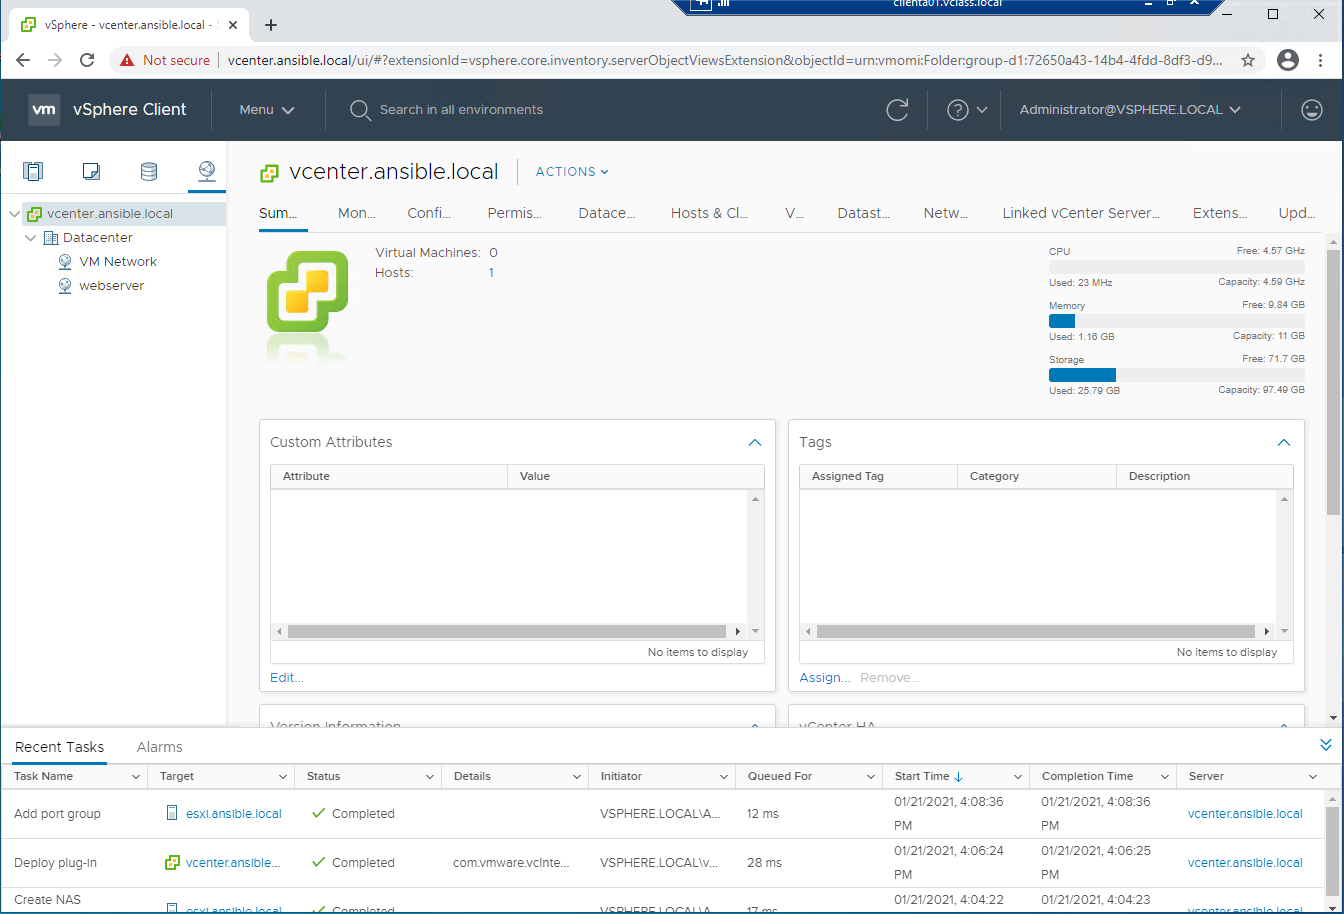 clienta01.vclass.local
vSphere - vcenter.ansible.local -
Not secure
vcenter.ansible.local/ui/#?extensionId=vsphere.core.inventory.serverObjectViewsExtension&objectId=urn:vmomi:Folder:group-d1:72650a43-14b4-4fdd-8df3-d9...
vm vSphere Client
Menu
Search in all environments
Administrator@VSPHERE.LOCAL
vcenter.ansible.local
Datacenter
VM Network
webserver
vcenter.ansible.local
ACTIONS
Sum... Mon... Confi... Permis... Datace... Hosts & Cl... V... Datast... Netw... Linked vCenter Server... Extens... Upd...
Virtual Machines: 0
Hosts: 1
CPU Free: 4.57 GHz
Used: 23 MHz Capacity: 4.59 GHz
Memory Free: 9.84 GB
Used: 1.16 GB Capacity: 11 GB
Storage Free: 71.7 GB
Used: 25.79 GB Capacity: 97.49 GB
Custom Attributes
Attribute Value
No items to display
Edit...
Tags
Assigned Tag Category Description
No items to display
Assign... Remove...
Version Information
vCenter HA
Recent Tasks Alarms
Task Name Target Status Details Initiator Queued For Start Time Completion Time Server
Add port group esxi.ansible.local Completed VSPHERE.LOCAL\A... 12 ms 01/21/2021, 4:08:36 PM 01/21/2021, 4:08:36 PM vcenter.ansible.local
Deploy plug-in vcenter.ansible... Completed com.vmware.vcInte... VSPHERE.LOCAL\v... 28 ms 01/21/2021, 4:06:24 PM 01/21/2021, 4:06:25 PM vcenter.ansible.local
Create NAS esxi.ansible.local Completed VSPHERE.LOCAL\A... 17 ms 01/21/2021, 4:04:22 01/21/2021, 4:04:23 vcenter.ansible.local